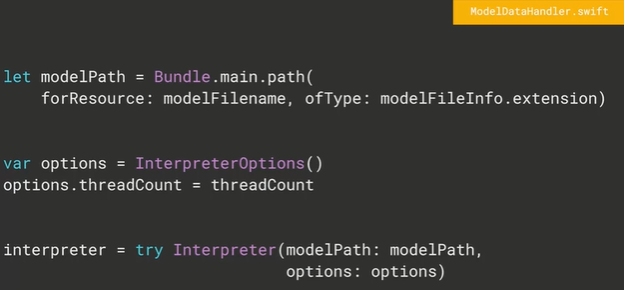 ModelDataHandler.swift
let modelPath = Bundle.main.path(
forResource: modelFilename, ofType: modelFileInfo.extension)
var options = InterpreterOptions()
options.threadCount = threadCount
interpreter = try Interpreter(modelPath: modelPath,
options: options)